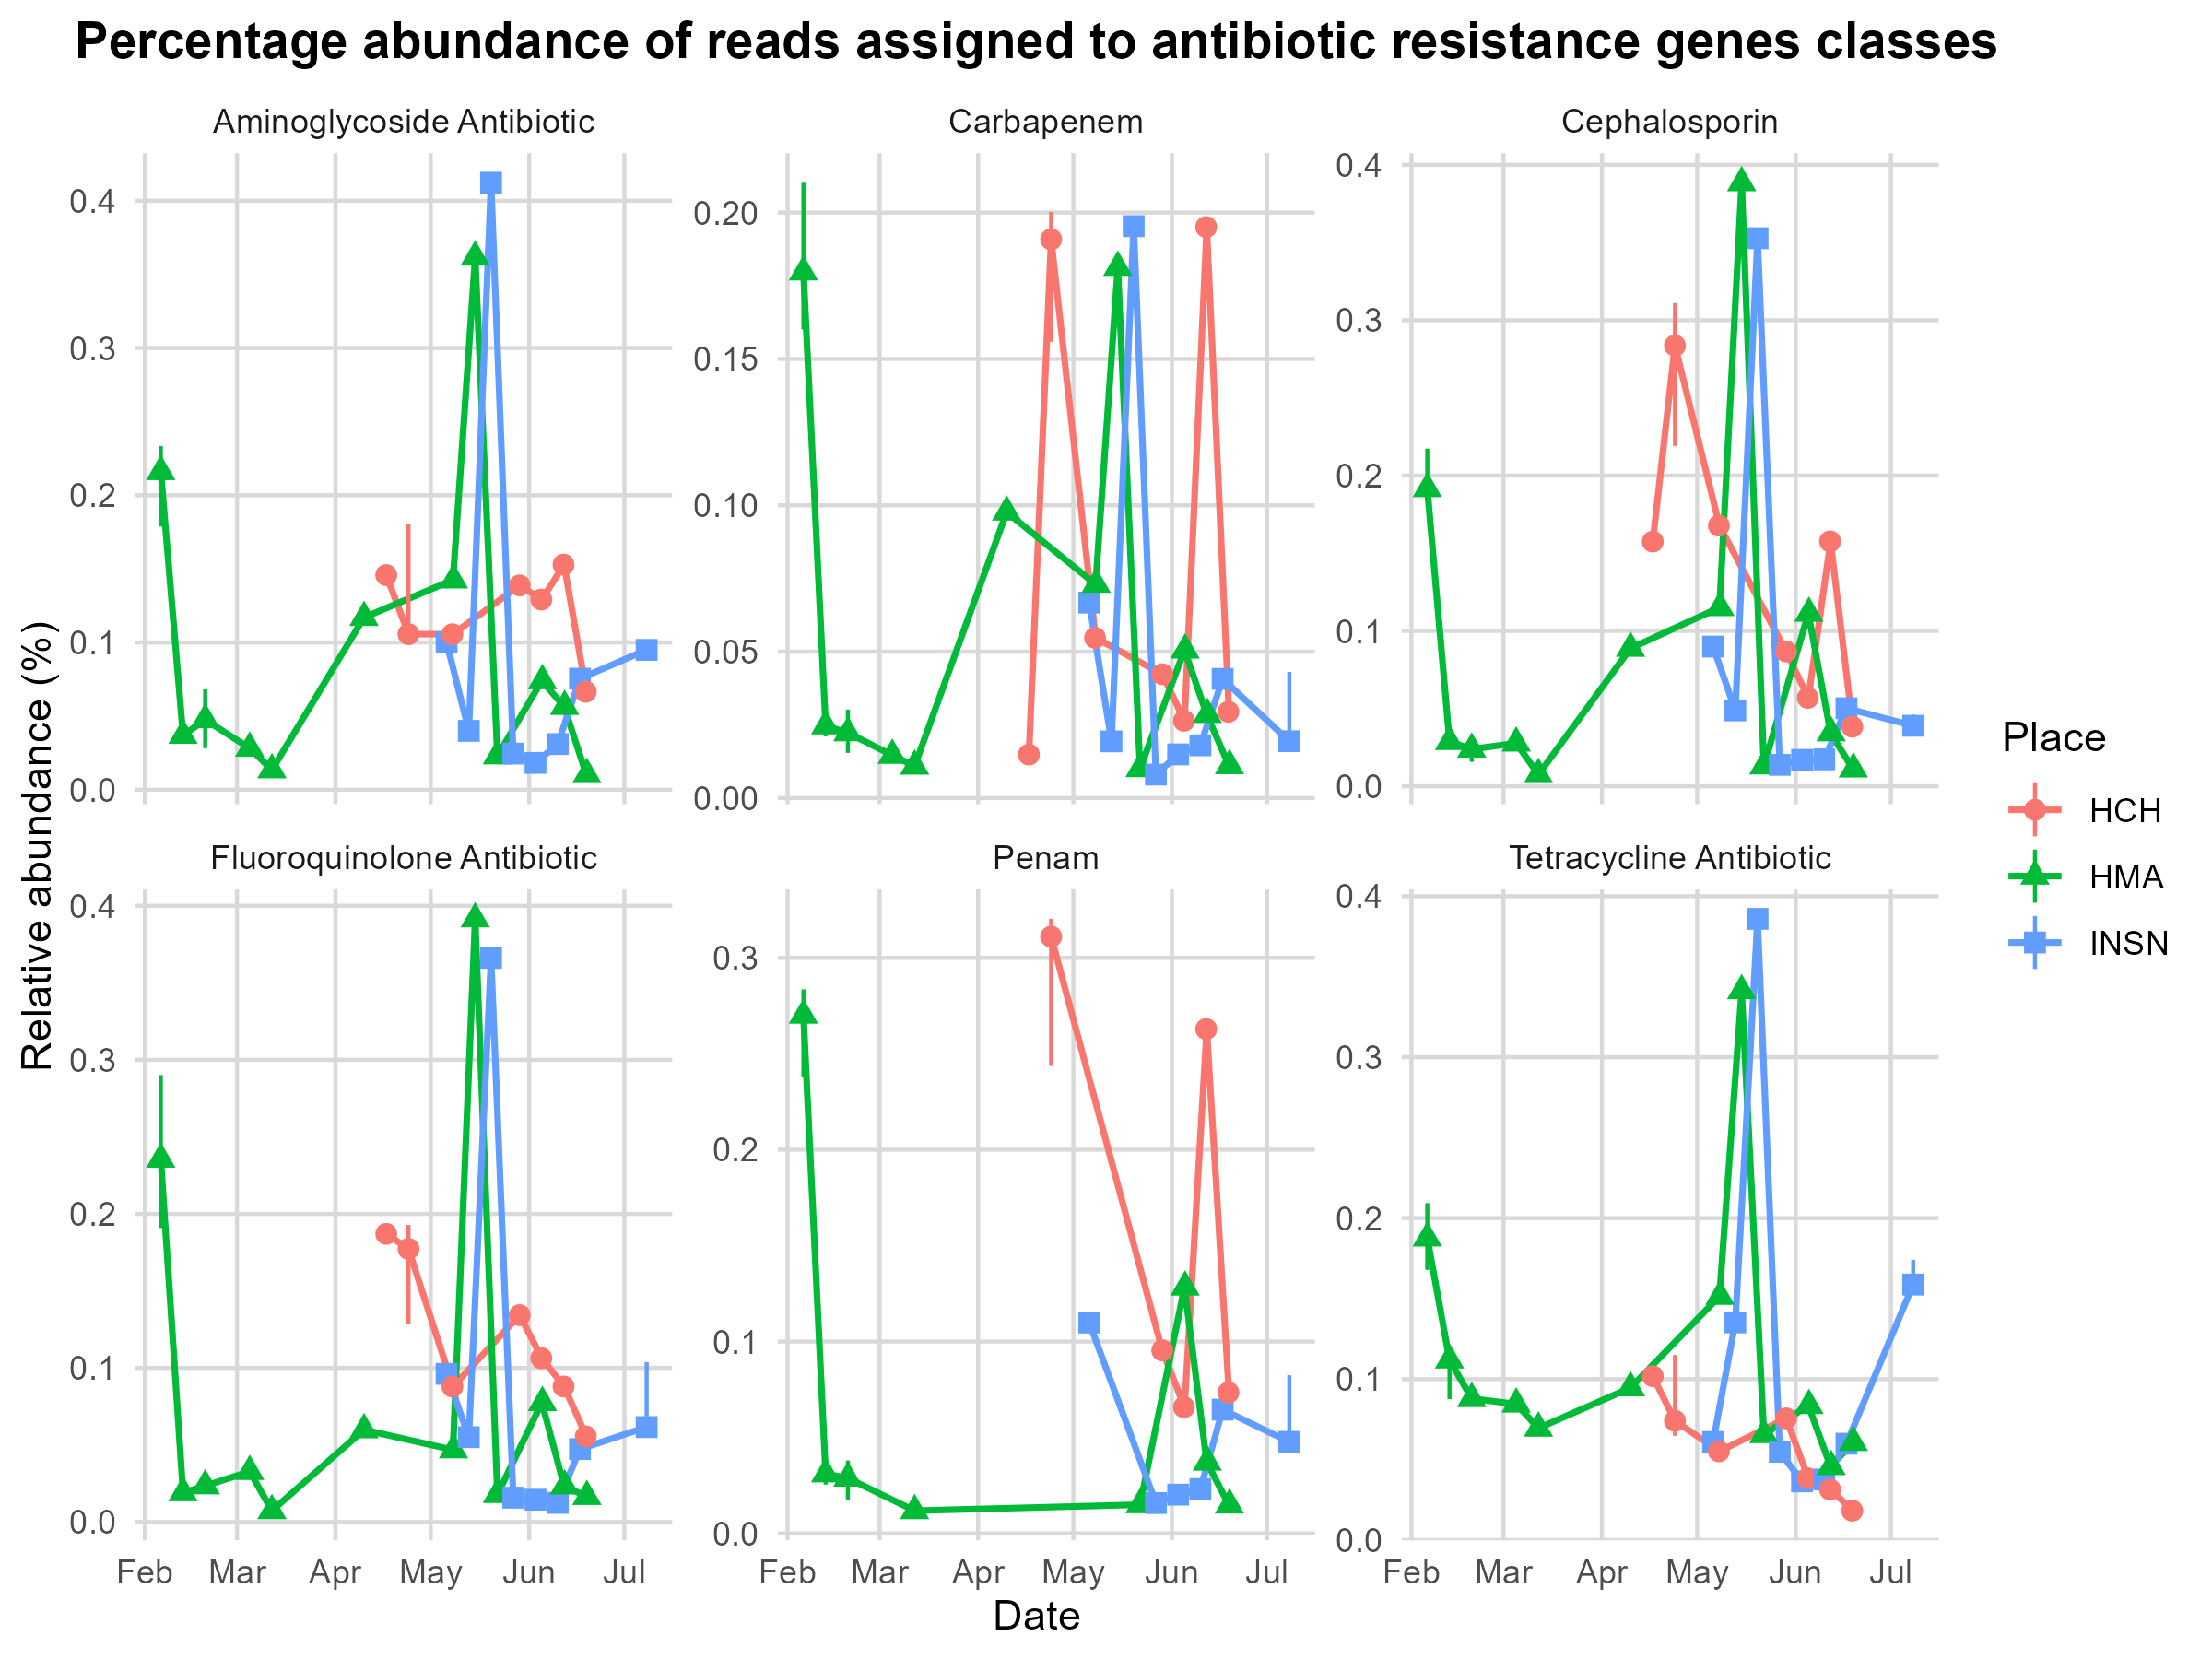 Percentage abundance of reads assigned to antibiotic resistance genes classes
Aminoglycoside Antibiotic
Carbapenem
Cephalosporin
0.4
0.3
0.2
0.1
0.0
0.20
0.15
0.10
0.05
0.00
0.4
0.3
0.2
0.1
0.0
Relative abundance (%)
Fluoroquinolone Antibiotic
Penam
Tetracycline Antibiotic
0.4
0.3
0.2
0.1
0.0
0.3
0.2
0.1
0.0
0.4
0.3
0.2
0.1
0.0
Feb Mar Apr May Jun Jul
Feb Mar Apr May Jun Jul
Feb Mar Apr May Jun Jul
Date
Place
HCH
HMA
INSN